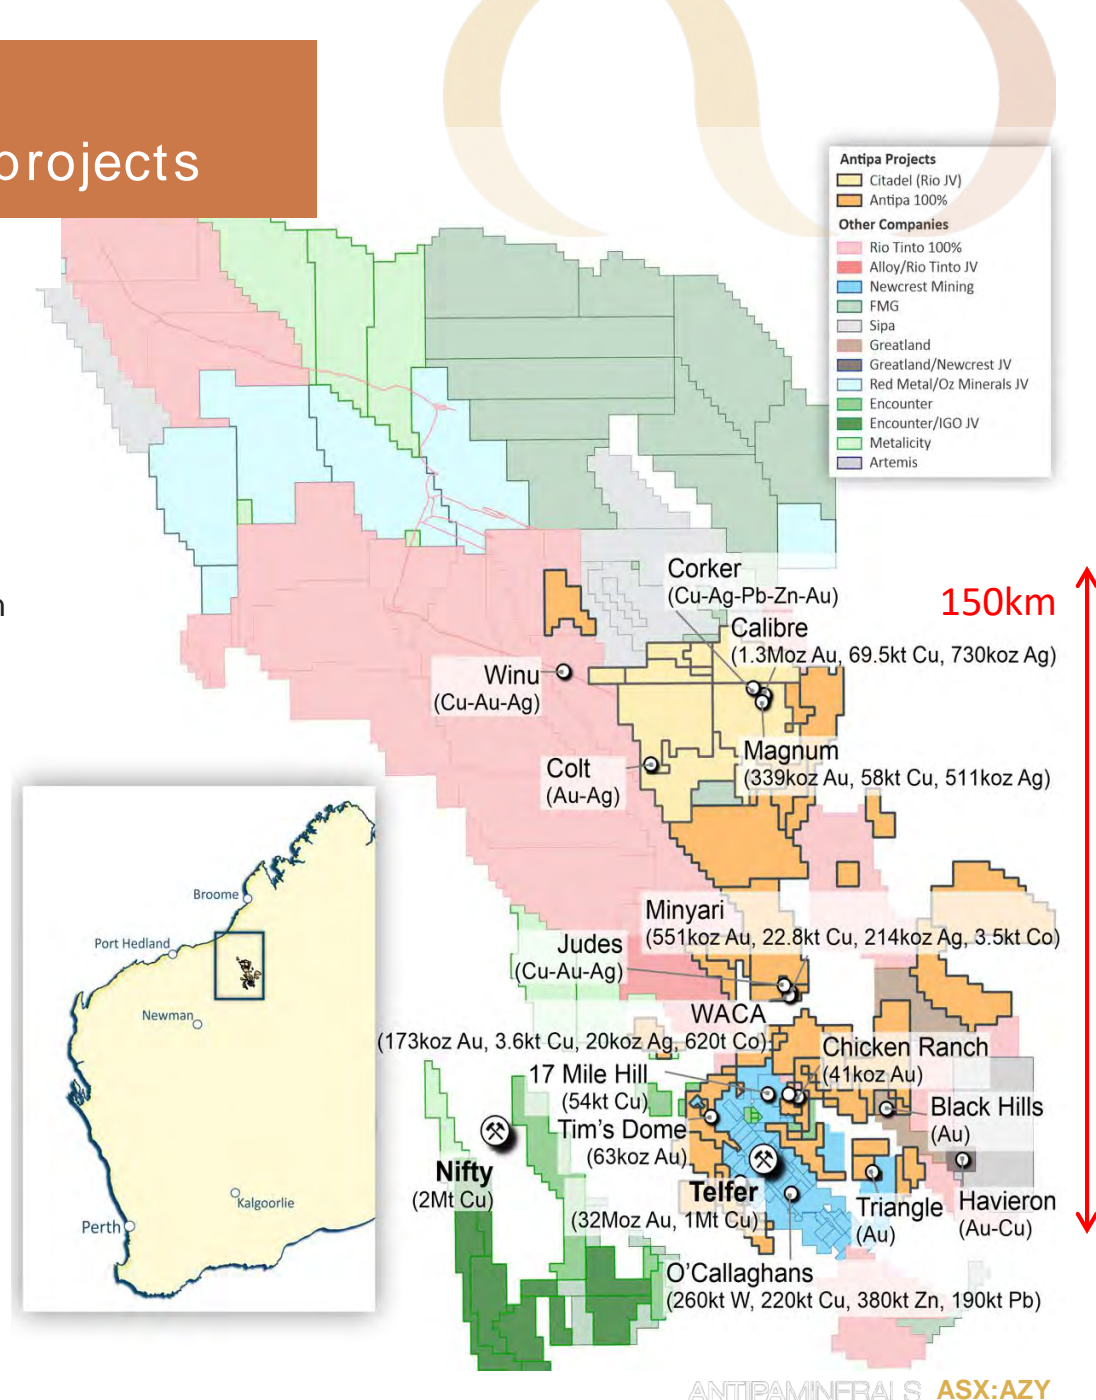 projects
Antipa Projects
Citadel (Rio JV)
Antipa 100%
Other Companies
Rio Tinto 100%
Alloy/Rio Tinto JV
Newcrest Mining
FMG
Sipa
Greatland
Greatland/Newcrest JV
Red Metal/Oz Minerals JV
Encounter
Encounter/IGO JV
Metalicity
Artemis
n
150km
Corker
(Cu-Ag-Pb-Zn-Au)
Calibre
(1.3Moz Au, 69.5kt Cu, 730koz Ag)
Winu
(Cu-Au-Ag)
Magnum
(339koz Au, 58kt Cu, 511koz Ag)
Colt
(Au-Ag)
Minyari
(551koz Au, 22.8kt Cu, 214koz Ag, 3.5kt Co)
Judes
(Cu-Au-Ag)
WACA
(173koz Au, 3.6kt Cu, 20koz Ag, 620t Co)
Chicken Ranch
(41koz Au)
17 Mile Hill
(54kt Cu)
Black Hills
(Au)
Tim's Dome
(63koz Au)
Nifty
(2Mt Cu)
Telfer
(32Moz Au, 1Mt Cu)
Triangle
(Au)
Havieron
(Au-Cu)
O'Callaghans
(260kt W, 220kt Cu, 380kt Zn, 190kt Pb)
Broome
Port Hedland
Newman
Kalgoorlie
Perth
ANTIPAMINERALS ASX:AZY